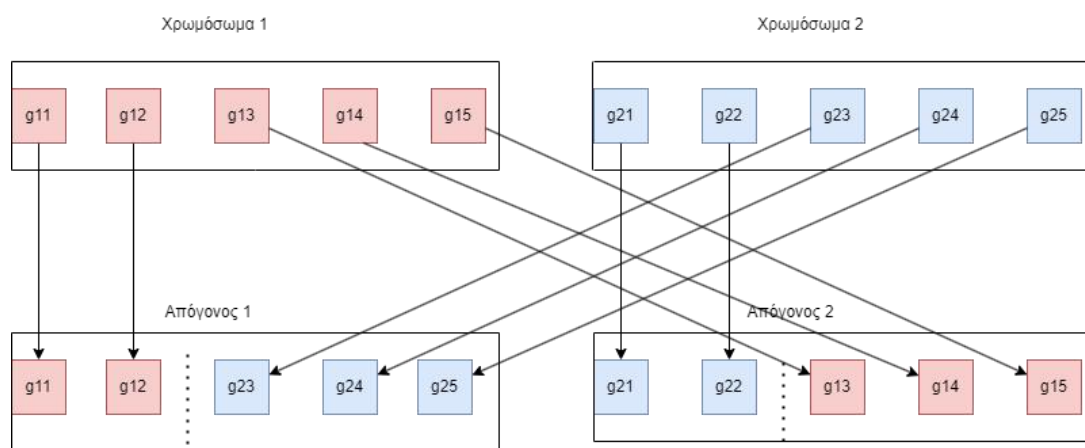 Χρωμόσωμα 1
Χρωμόσωμα 2
g11 g12 g13 g14 g15
g21 g22 g23 g24 g25
Απόγονος 1
Απόγονος 2
g11 g12 g23 g24 g25
g21 g22 g13 g14 g15